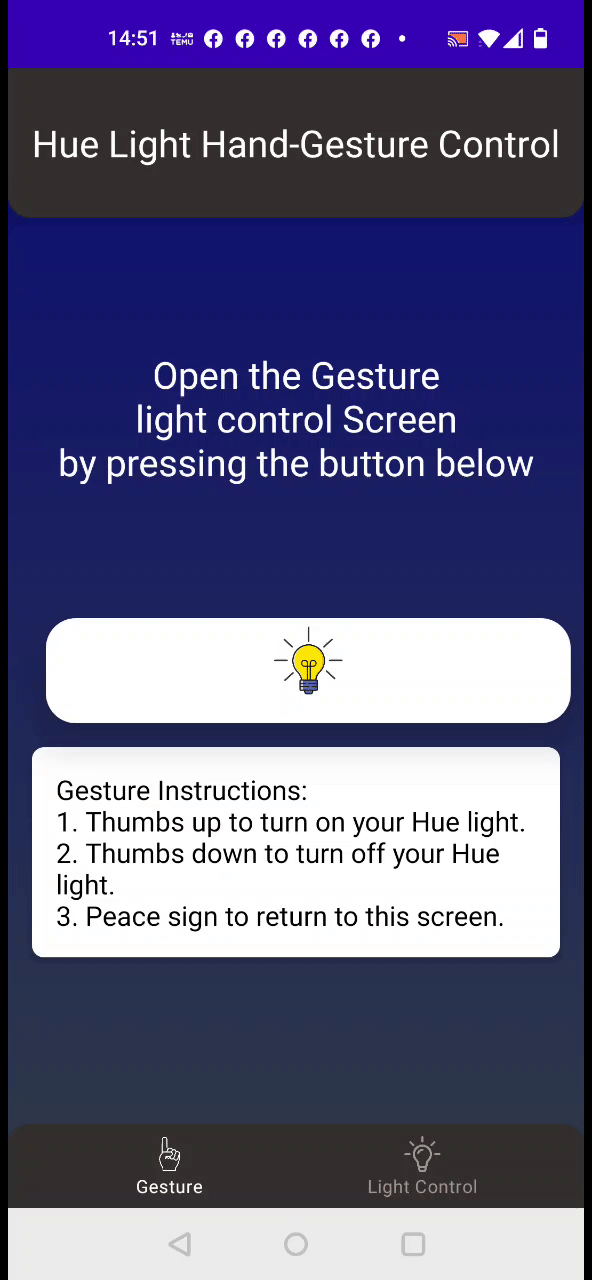 14:51 TEMU
Hue Light Hand-Gesture Control
Open the Gesture
light control Screen
by pressing the button below
Gesture Instructions:
1. Thumbs up to turn on your Hue light.
2. Thumbs down to turn off your Hue
light.
3. Peace sign to return to this screen.
Gesture
Light Control